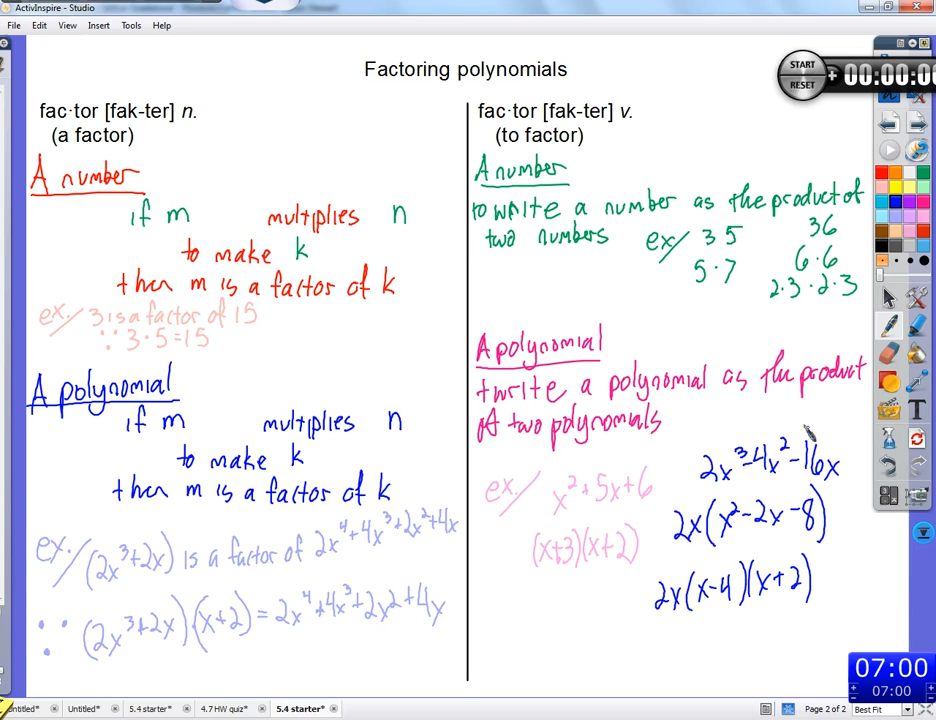 ActivInspire - Studio
File Edit View Insert Tools Help
START
RESET
00:00:0
Factoring polynomials
fac·tor [fak-ter] n.
(a factor)
A number
if m multiplies n
to make k
then m is a factor of k
ex/ 3 is a factor of 15
∵ 3·5=15
A polynomial
if m multiplies n
to make k
then m is a factor of k
ex/ (2x³+2x) is a factor of 2x⁴+4x³+2x²+4x
∵ (2x³+2x)(x+2)=2x⁴+4x³+2x²+4x
fac·tor [fak-ter] v.
(to factor)
A number
to write a number as the product of
two numbers
ex/ 35 36
5·7 6·6
2·3·2·3
A polynomial
twrite a polynomial as the product
of two polynomials
ex/ x²+5x+6
(x+3)(x+2)
2x³-4x²-16x
2x(x²-2x-8)
2x(x-4)(x+2)
07:00
07:00
ntitled* Untitled* 5.4 starter* 4.7 HW quiz* 5.4 starter* Page 2 of 2 Best Fit